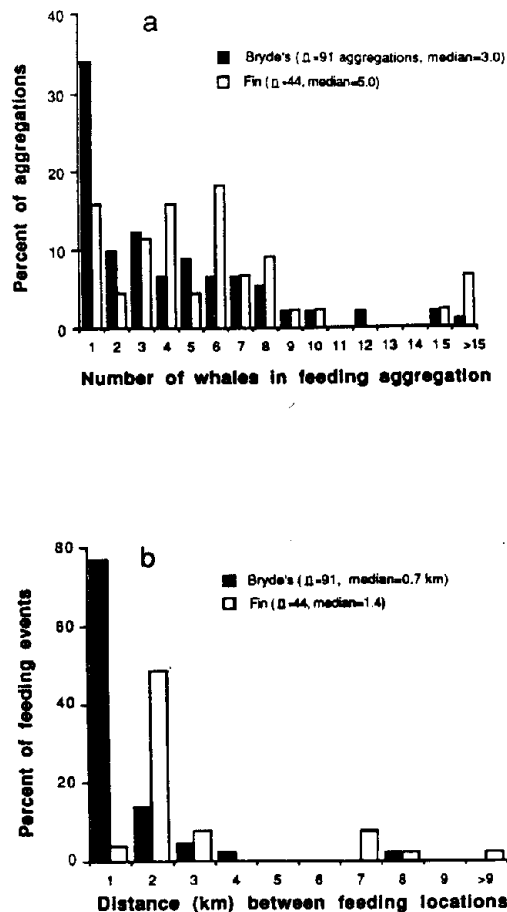 a
40
30
20
10
0
Percent of aggregations
Bryde's (n=91 aggregations, median=3.0)
Fin (n=44, median=5.0)
1 2 3 4 5 6 7 8 9 10 11 12 13 14 15 >15
Number of whales in feeding aggregation
b
80
60
40
20
0
Percent of feeding events
Bryde's (n=91, median=0.7 km)
Fin (n=44, median=1.4)
1 2 3 4 5 6 7 8 9 >9
Distance (km) between feeding locations